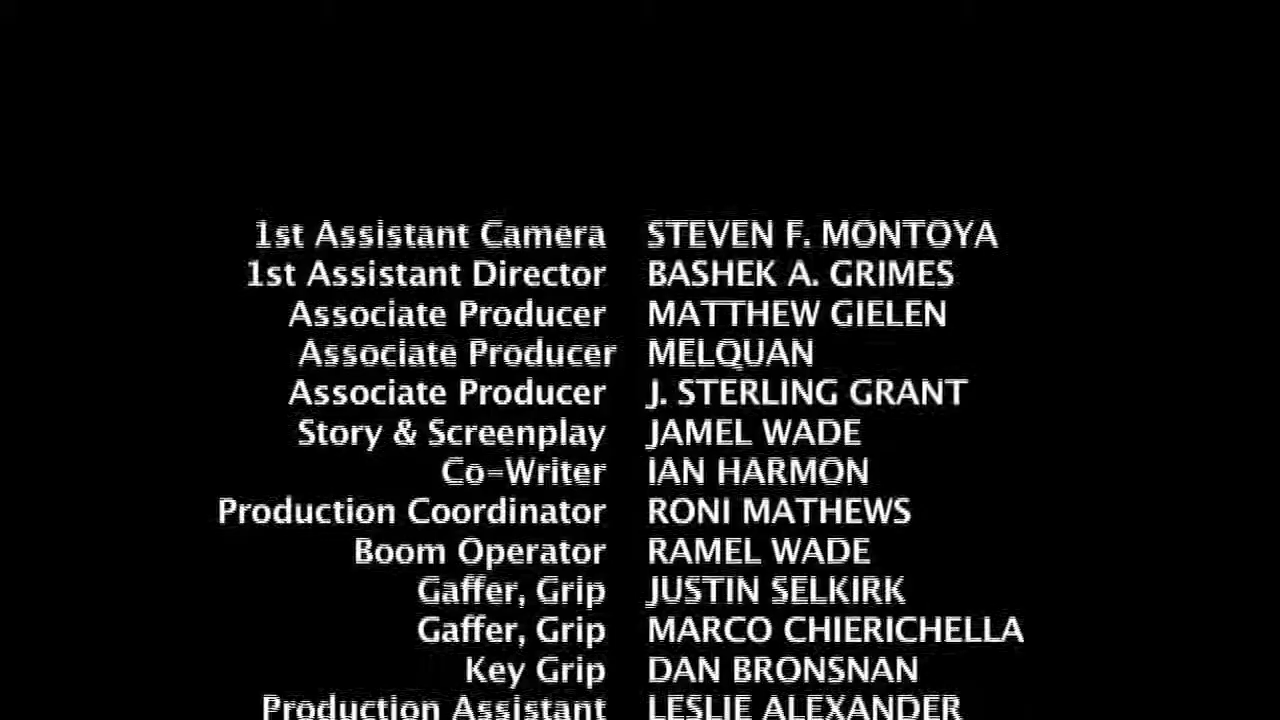 1st Assistant Camera STEVEN F. MONTOYA
1st Assistant Director BASHEK A. GRIMES
Associate Producer MATTHEW GIELEN
Associate Producer MELQUAN
Associate Producer J. STERLING GRANT
Story & Screenplay JAMEL WADE
Co-Writer IAN HARMON
Production Coordinator RONI MATHEWS
Boom Operator RAMEL WADE
Gaffer, Grip JUSTIN SELKIRK
Gaffer, Grip MARCO CHIERICHELLA
Key Grip DAN BRONSNAN
Production Assistant LESLIE ALEXANDER